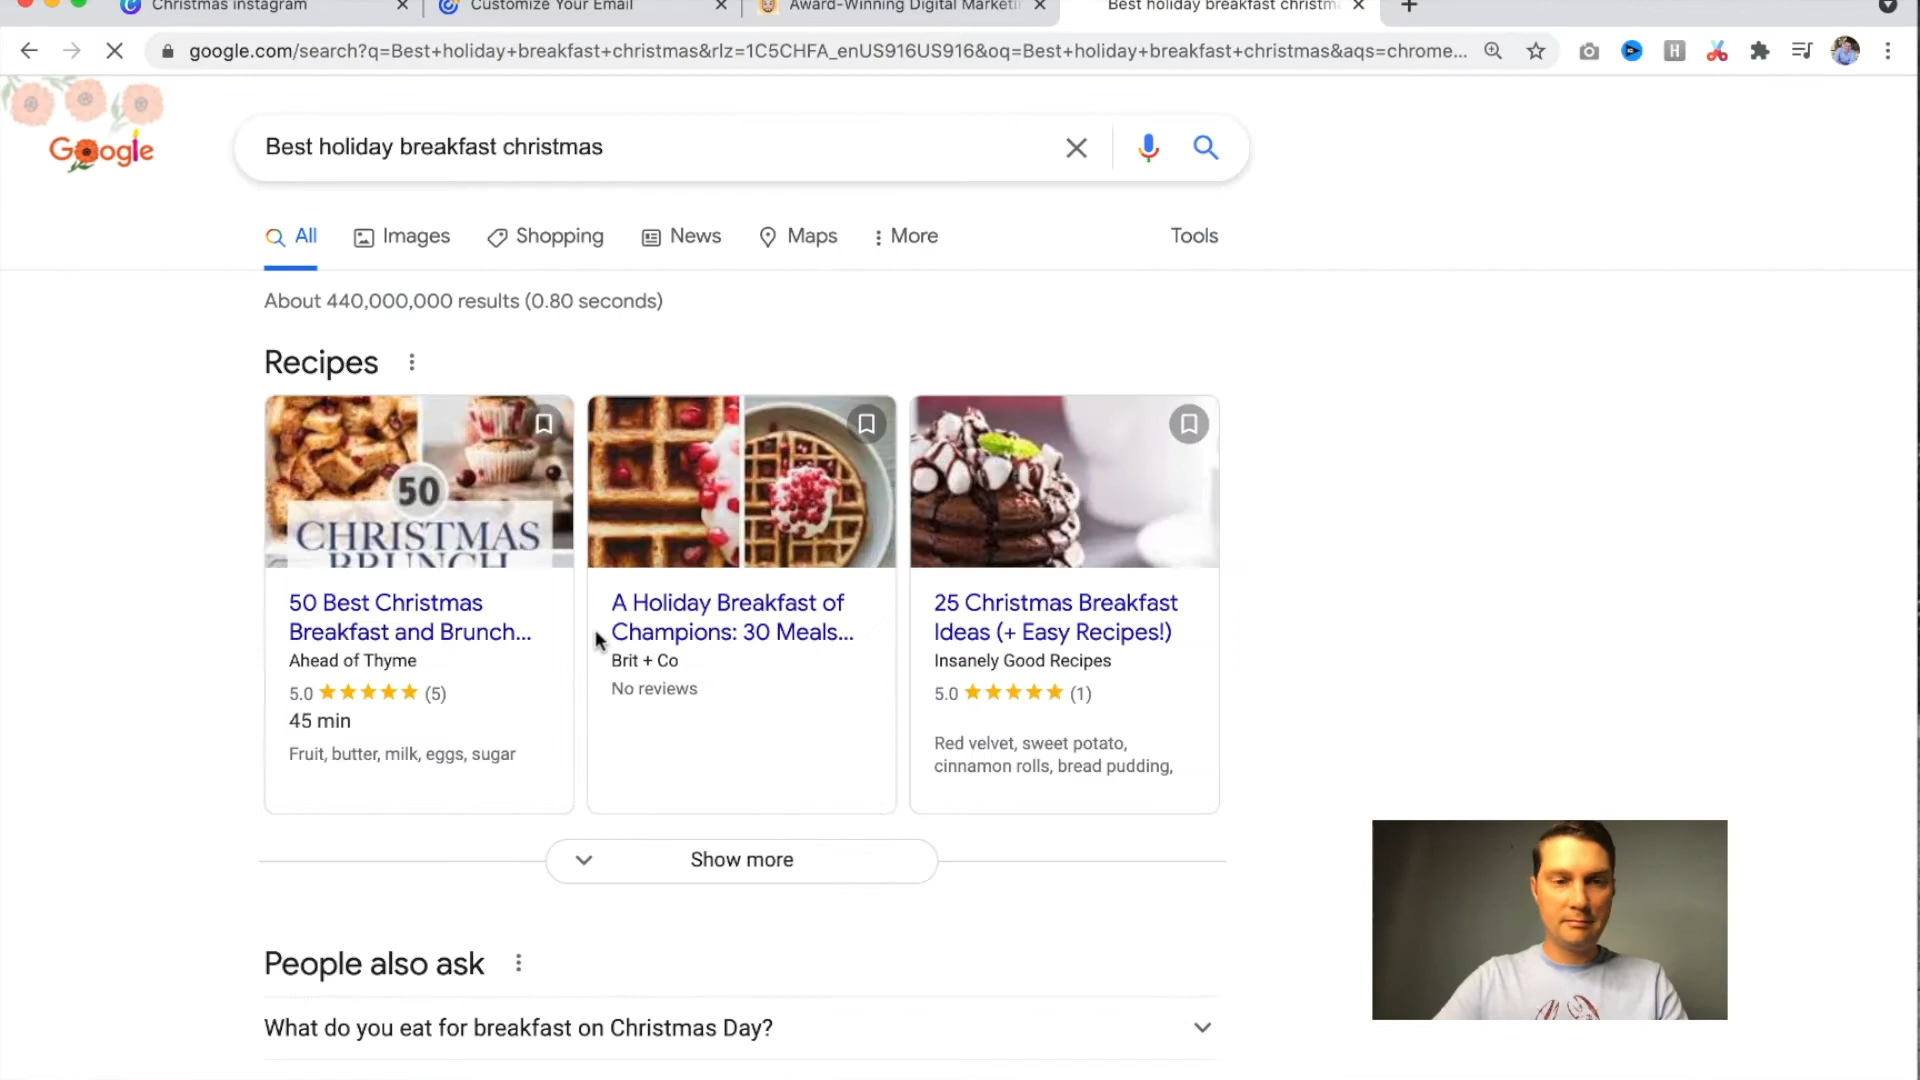 Christmas instagram
Customize Your Email
Award-Winning Digital Marketi
Best holiday breakfast christm
google.com/search?q=Best+holiday+breakfast+christmas&rlz=1C5CHFA_enUS916US916&oq=Best+holiday+breakfast+christmas&aqs=chrome...
Google
Best holiday breakfast christmas
All
Images
Shopping
News
Maps
More
Tools
About 440,000,000 results (0.80 seconds)
Recipes
50
CHRISTMAS
BRUNCH
50 Best Christmas
Breakfast and Brunch...
Ahead of Thyme
5.0 (5)
45 min
Fruit, butter, milk, eggs, sugar
A Holiday Breakfast of
Champions: 30 Meals...
Brit + Co
No reviews
25 Christmas Breakfast
Ideas (+ Easy Recipes!)
Insanely Good Recipes
5.0 (1)
Red velvet, sweet potato,
cinnamon rolls, bread pudding,
Show more
People also ask
What do you eat for breakfast on Christmas Day?